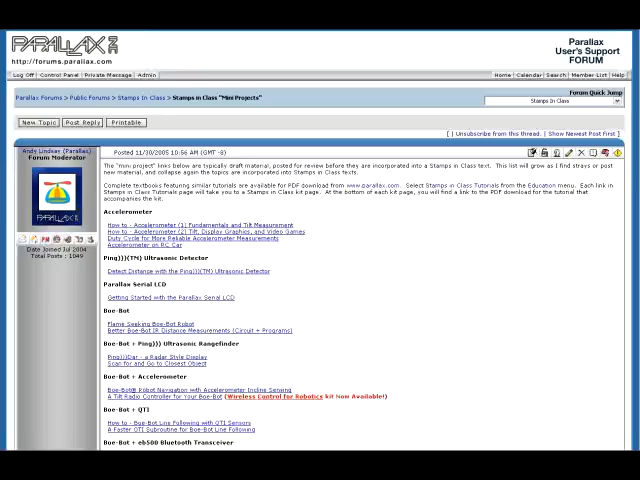 PARALLAX INC
http://forums.parallax.com
Parallax
User's Support
FORUM
Log Off | Control Panel | Private Message | Admin
Home | Calendar | Search | Member List | Help
Parallax Forums > Public Forums > Stamps In Class > Stamps in Class "Mini Projects"
Forum Quick Jump
Stamps In Class
New Topic Post Reply Printable
[ Unsubscribe from this thread. | Show Newest Post First ]
Andy Lindsay (Parallax)
Forum Moderator
Date Joined Jul 2004
Total Posts : 1049
Posted 11/30/2005 10:56 AM (GMT -8)
The "mini project" links below are typically draft material, posted for review before they are incorporated into a Stamps in Class text. This list will grow as I find strays or post
new material, and collapse again the topics are incorporated into Stamps in Class texts.
Complete textbooks featuring similar tutorials are available for PDF download from www.parallax.com. Select Stamps in Class Tutorials from the Education menu. Each link in
Stamps in Class Tutorials page will take you to a Stamps in Class kit page. At the bottom of each kit page, you will find a link to the PDF download for the tutorial that
accompanies the kit.
Accelerometer
How to - Accelerometer (1) Fundamentals and Tilt Measurement
How to - Accelerometer (2) Tilt, Display Graphics, and Video Games
Duty Cycle for More Reliable Accelerometer Measurements
Accelerometer on RC Car
Ping)))(TM) Ultrasonic Detector
Detect Distance with the Ping)))(TM) Ultrasonic Detector
Parallax Serial LCD
Getting Started with the Parallax Serial LCD
Boe-Bot
Flame Seeking Boe-Bot Robot
Better Boe-Bot IR Distance Measurements (Circuit + Programs)
Boe-Bot + Ping))) Ultrasonic Rangefinder
Ping)))Dar - a Radar Style Display
Scan for and Go to Closest Object
Boe-Bot + Accelerometer
Boe-Bot® Robot Navigation with Accelerometer Incline Sensing
A Tilt Radio Controller for Your Boe-Bot (Wireless Control for Robotics kit Now Available!)
Boe-Bot + QTI
How to - Boe-Bot Line Following with QTI Sensors
A Faster QTI Subroutine for Boe-Bot Line Following
Boe-Bot + eb500 Bluetooth Transceiver